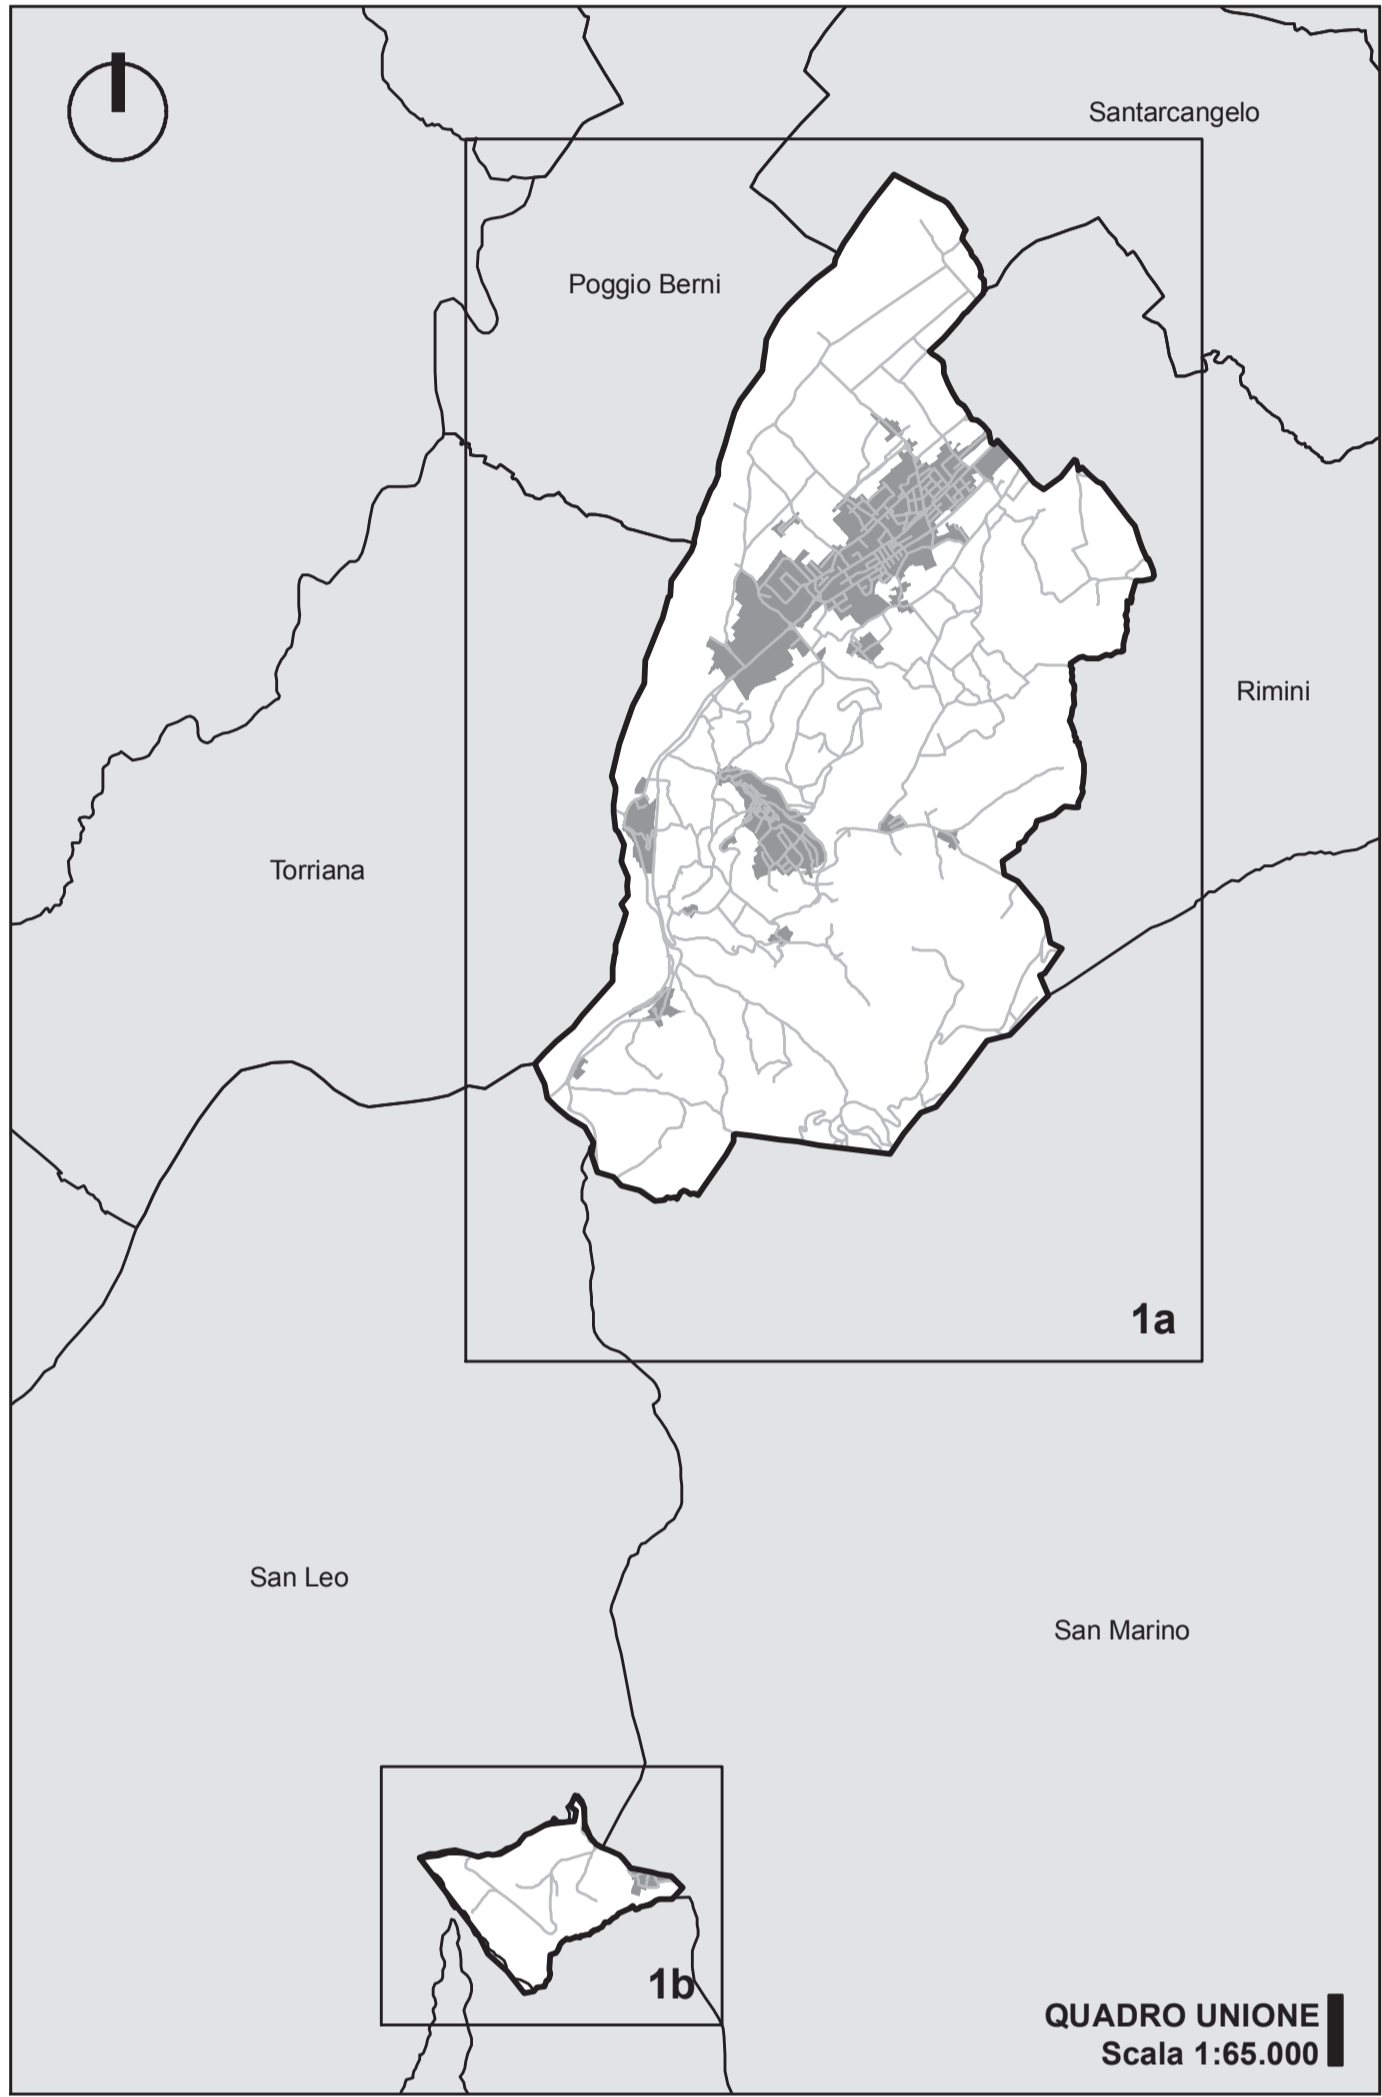 Santarcangelo
Poggio Berni
Rimini
Torriana
1a
San Leo
San Marino
1b
QUADRO UNIONE
Scala 1:65.000